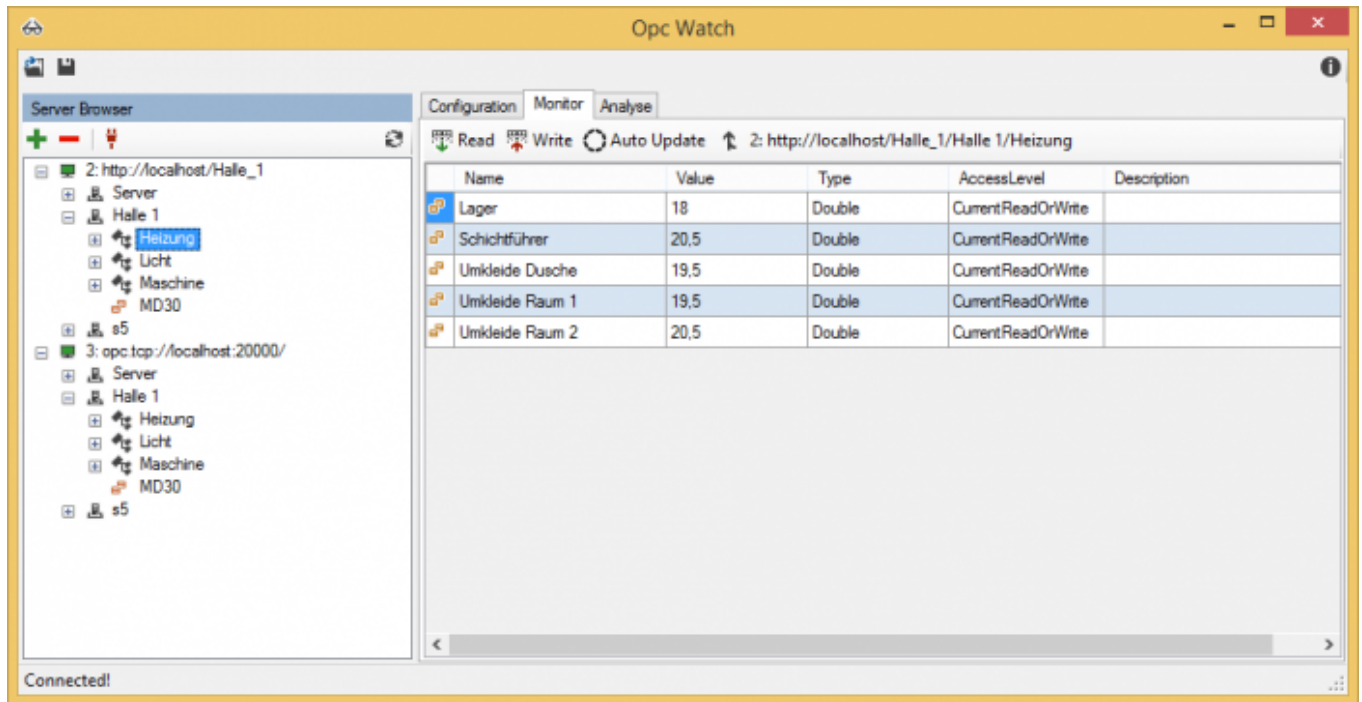 Opc Watch
Server Browser
2: http://localhost/Halle_1
Server
Halle 1
Heizung
Licht
Maschine
MD30
s5
3: opc.tcp://localhost:20000/
Server
Halle 1
Heizung
Licht
Maschine
MD30
s5
Configuration Monitor Analyse
Read Write Auto Update 2: http://localhost/Halle_1/Halle 1/Heizung
Name Value Type AccessLevel Description
Lager 18 Double CurrentReadOrWrite
Schichtführer 20,5 Double CurrentReadOrWrite
Umkleide Dusche 19,5 Double CurrentReadOrWrite
Umkleide Raum 1 19,5 Double CurrentReadOrWrite
Umkleide Raum 2 20,5 Double CurrentReadOrWrite
Connected!